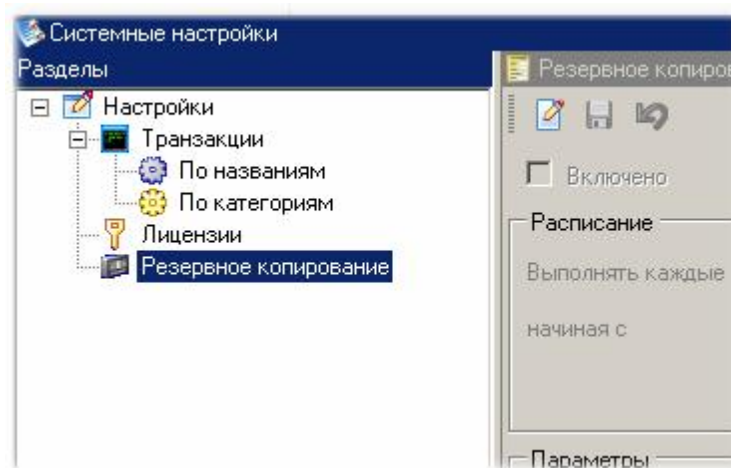 Системные настройки
Разделы
Настройки
Транзакции
По названиям
По категориям
Лицензии
Резервное копирование
Резервное копиров
Включено
Расписание
Выполнять каждые
начиная с
Параметры